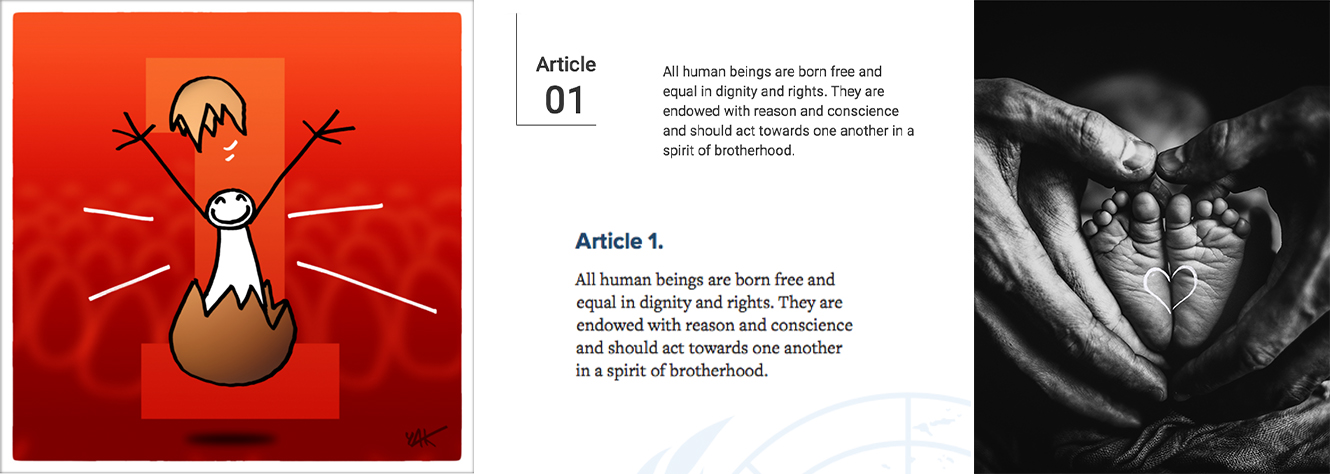 Article
01
All human beings are born free and
equal in dignity and rights. They are
endowed with reason and conscience
and should act towards one another in a
spirit of brotherhood.
Article 1.
All human beings are born free and
equal in dignity and rights. They are
endowed with reason and conscience
and should act towards one another
in a spirit of brotherhood.
YAK